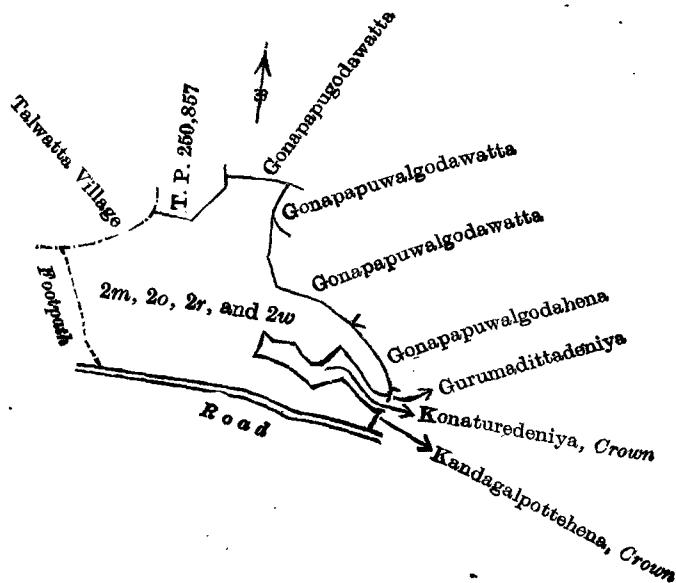 Talwatta Village
T. P. 250,857
Gonapapugodawatta
Gonapapuwalgodawatta
Gonapapuwalgodawatta
Gonapapuwalgodahena
Gurumadittadeniya
Konaturedeniya, Crown
Kandagalpottehena, Crown
2m, 2o, 2r, and 2w
Footpath
Road